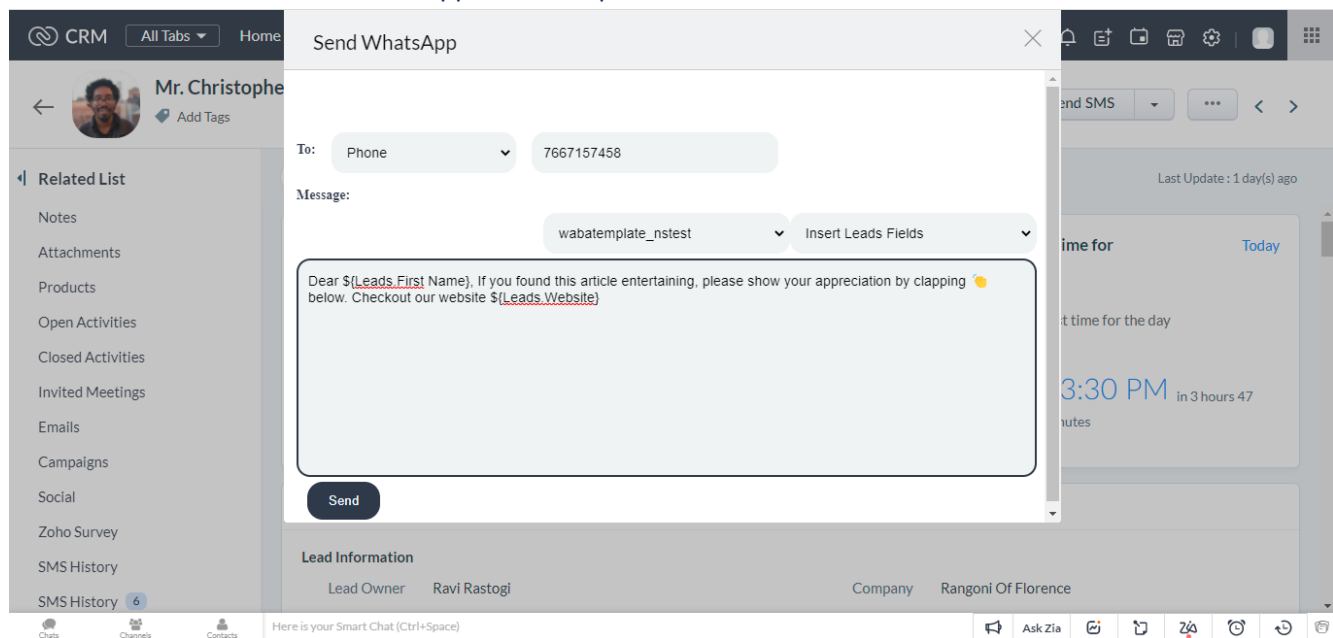 CRM
All Tabs
Home
Send WhatsApp
Mr. Christophe
Add Tags
end SMS
To:
Phone
7667157458
Related List
Last Update : 1 day(s) ago
Message:
Notes
wabatemplate_nstest
Insert Leads Fields
Attachments
ime for
Today
Products
Dear ${Leads.First Name}, If you found this article entertaining, please show your appreciation by clapping 👏
below. Checkout our website ${Leads.Website}
Open Activities
t time for the day
Closed Activities
Invited Meetings
3:30 PM in 3 hours 47
nutes
Emails
Campaigns
Social
Send
Zoho Survey
Lead Information
SMS History
Lead Owner Ravi Rastogi
Company Rangoni Of Florence
SMS History 6
Chats
Channels
Contacts
Here is your Smart Chat (Ctrl+Space)
Ask Zia